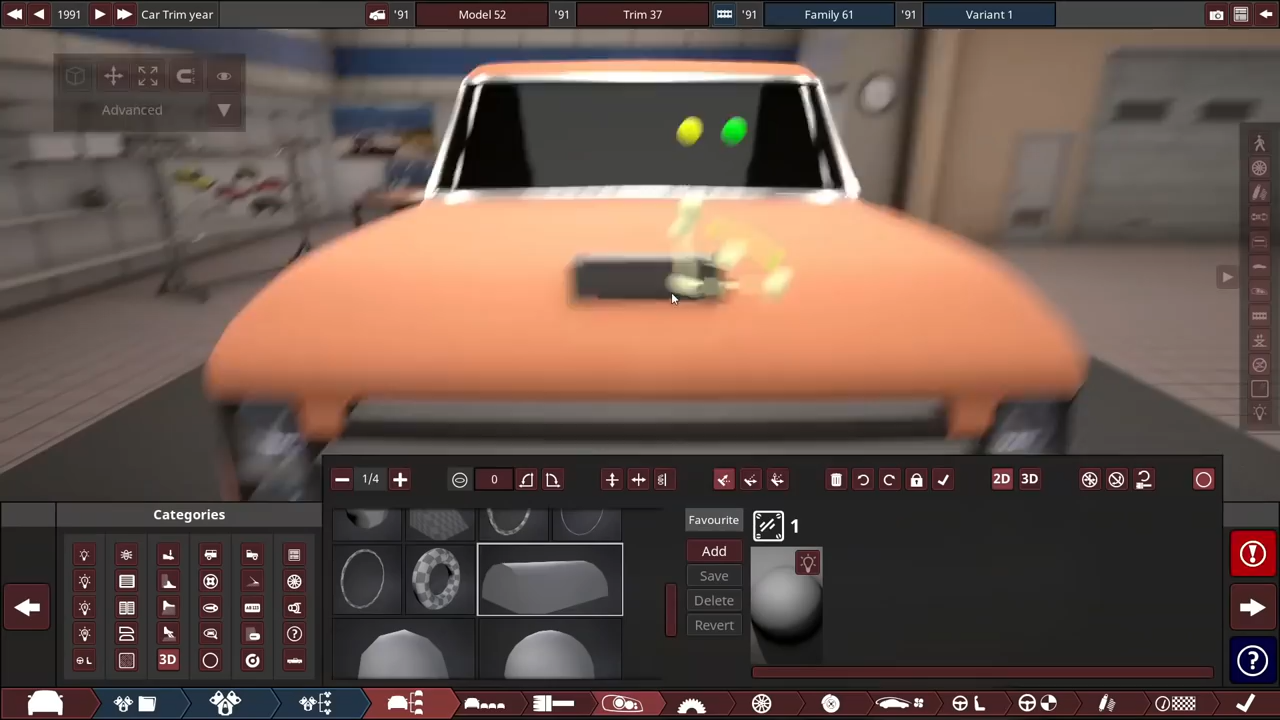 1991 Car Trim year '91 Model 52 '91 Trim 37 '91 Family 61 '91 Variant 1
Advanced
1/4 0 2D 3D
Categories
Favourite 1
Add
Save
Delete
Revert
L 3D ?
?
L